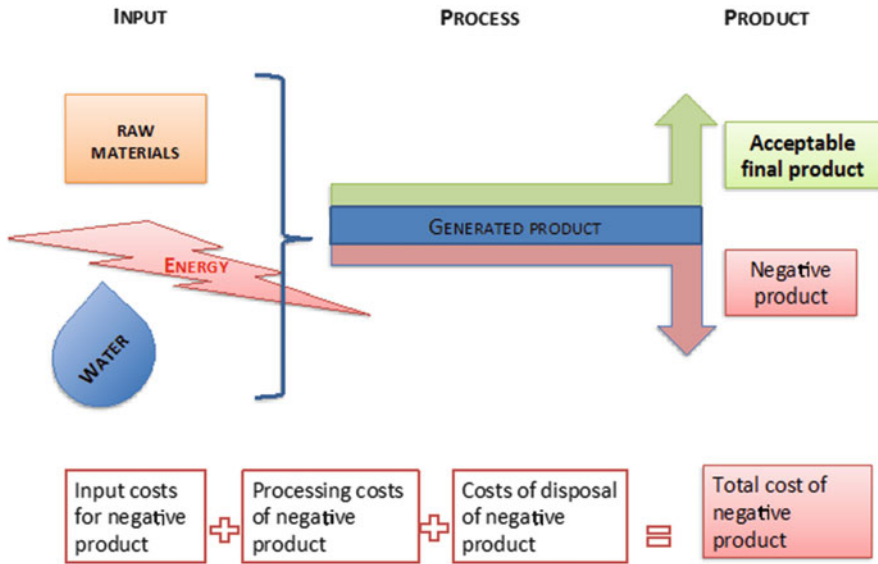 INPUT PROCESS PRODUCT
RAW
MATERIALS
ENERGY
WATER
GENERATED PRODUCT
Acceptable
final product
Negative
product
Input costs
for negative
product
Processing costs
of negative
product
Costs of disposal
of negative
product
Total cost of
negative
product